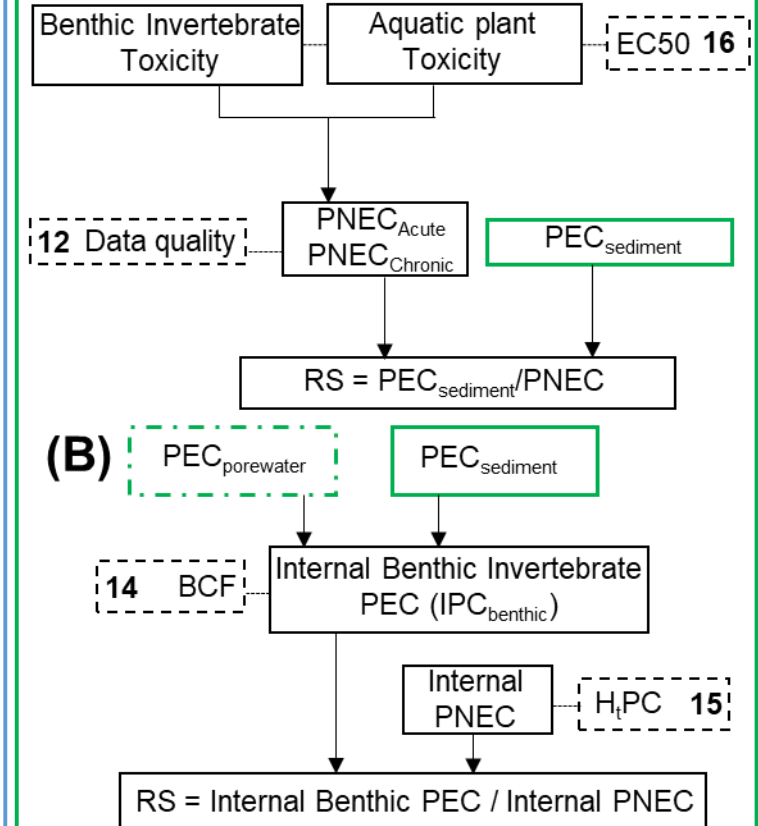 Benthic Invertebrate
Toxicity
Aquatic plant
Toxicity
EC50 16
12 Data quality
PNECAcute
PNECChronic
PECsediment
RS = PECsediment/PNEC
(B)
PECporewater
PECsediment
14 BCF
Internal Benthic Invertebrate
PEC (IPCbenthic)
Internal
PNEC
HtPC 15
RS = Internal Benthic PEC / Internal PNEC